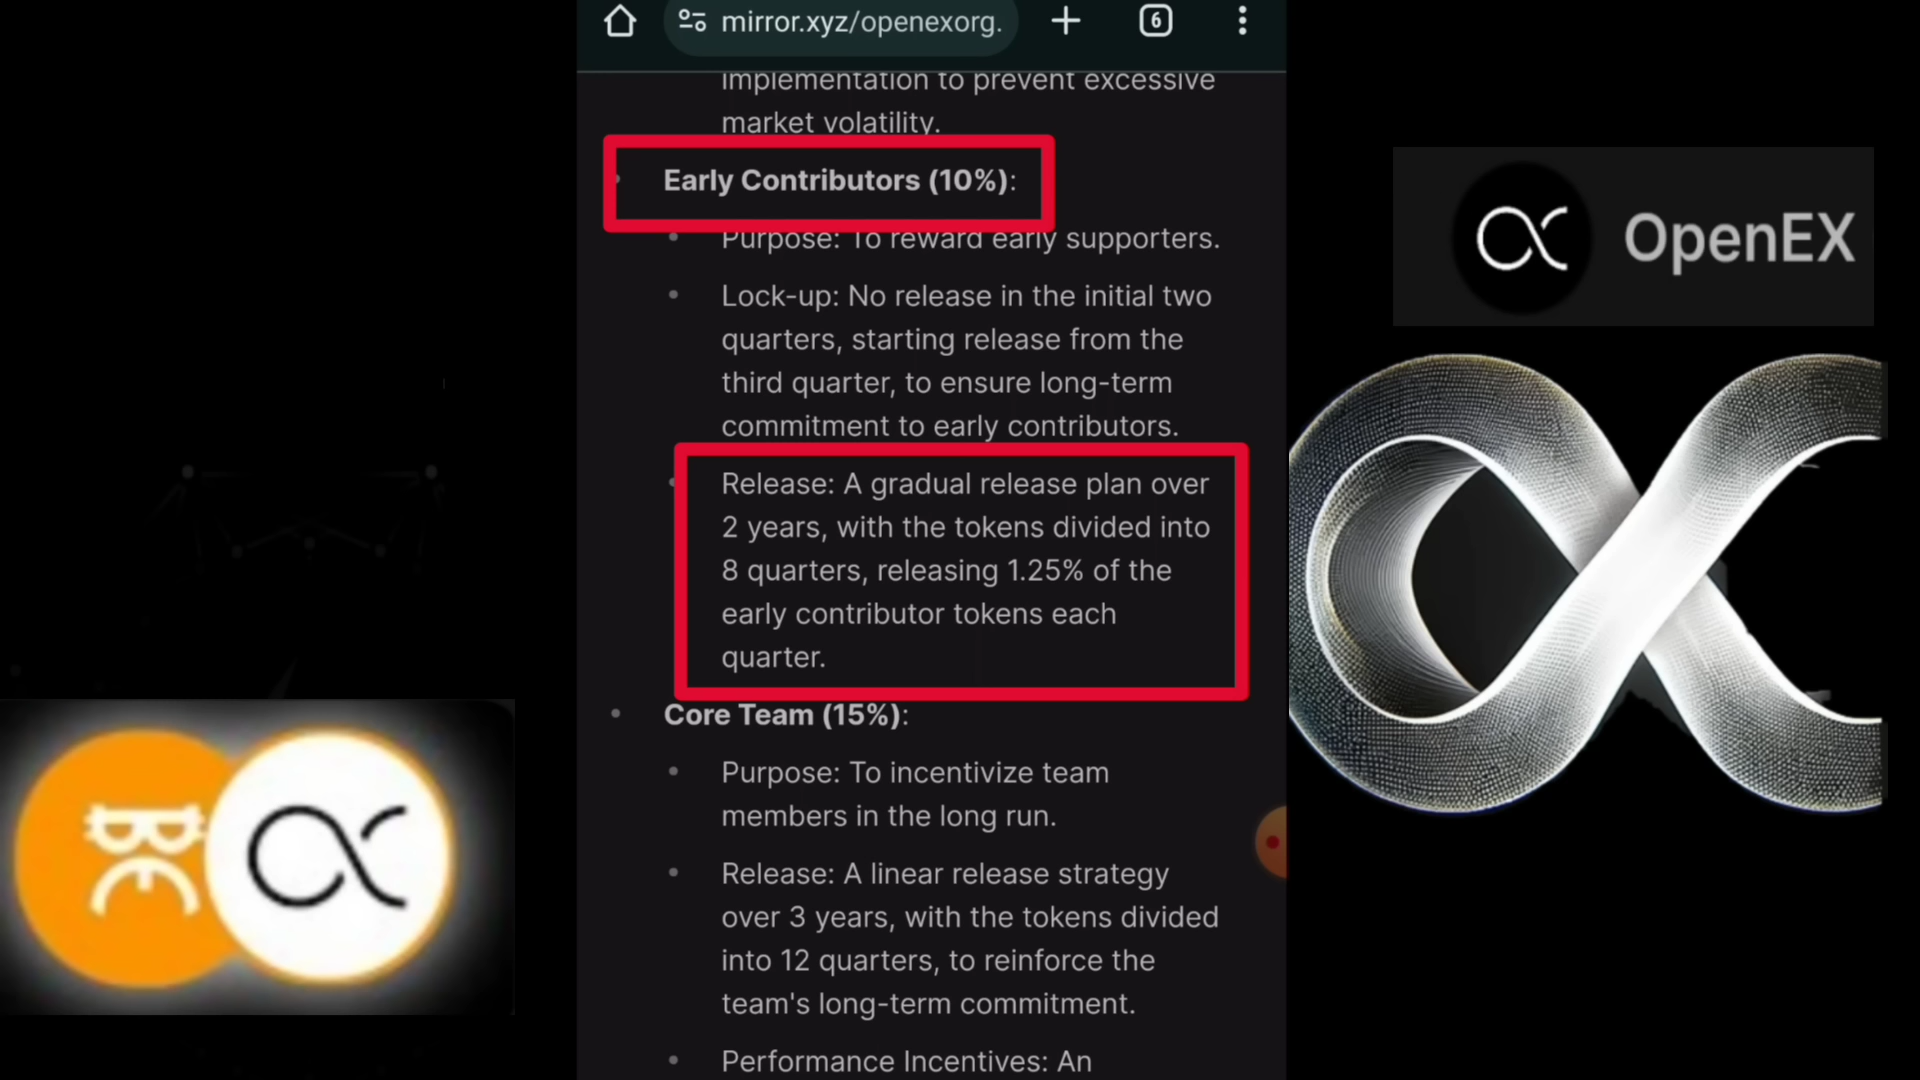 6
mirror.xyz/openexorg.
implementation to prevent excessive
market volatility.
Early Contributors (10%):
Purpose: To reward early supporters.
Lock-up: No release in the initial two
quarters, starting release from the
third quarter, to ensure long-term
commitment to early contributors.
Release: A gradual release plan over
2 years, with the tokens divided into
8 quarters, releasing 1.25% of the
early contributor tokens each
quarter.
Core Team (15%):
Purpose: To incentivize team
members in the long run.
Release: A linear release strategy
over 3 years, with the tokens divided
into 12 quarters, to reinforce the
team's long-term commitment.
Performance Incentives: An
OpenEX